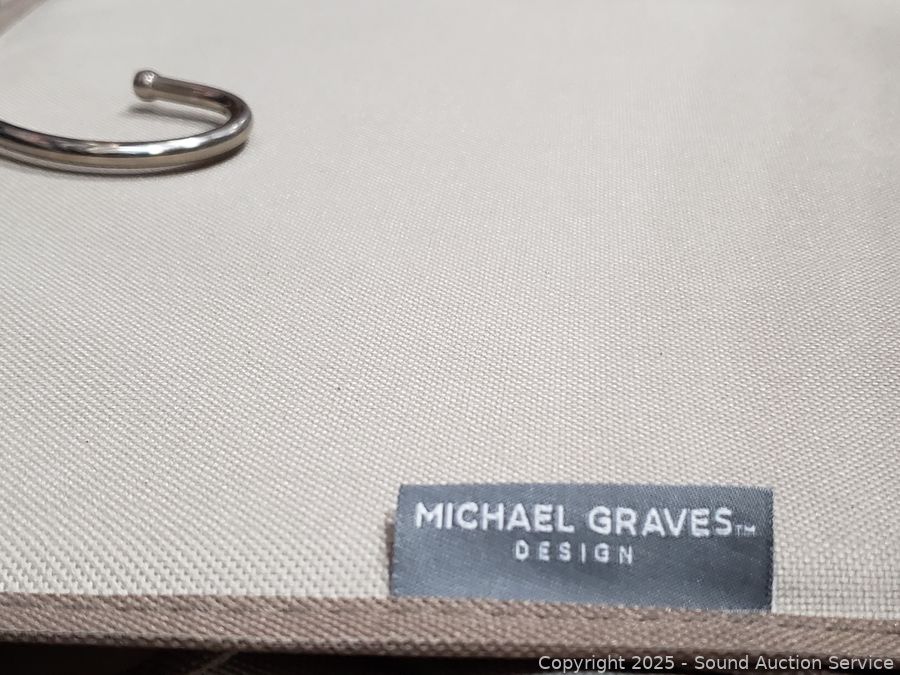 MICHAEL GRAVES™
DESIGN
Copyright 2025 - Sound Auction Service